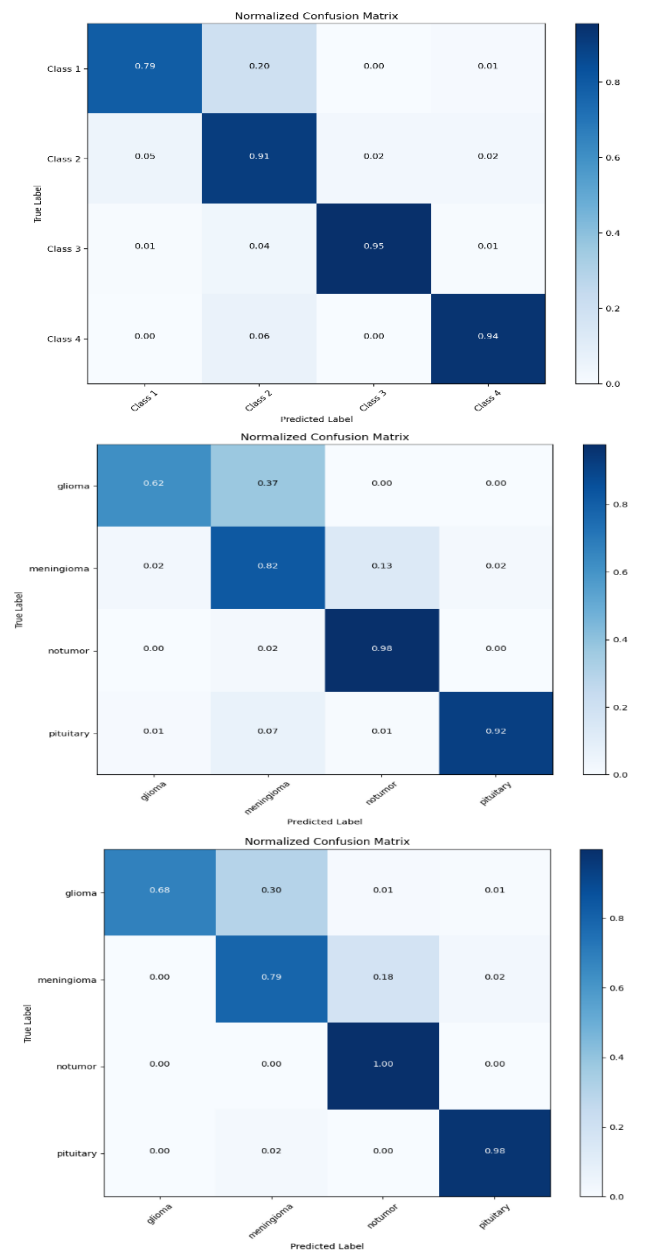 Normalized Confusion Matrix
Class 1 0.79 0.20 0.00 0.01
Class 2 0.05 0.91 0.02 0.02
Class 3 0.01 0.04 0.95 0.01
Class 4 0.00 0.06 0.00 0.94
True Label
Class 1 Class 2 Class 3 Class 4
Predicted Label
0.8
0.6
0.4
0.2
0.0
Normalized Confusion Matrix
glioma 0.62 0.37 0.00 0.00
meningioma 0.02 0.82 0.13 0.02
notumor 0.00 0.02 0.98 0.00
pituitary 0.01 0.07 0.01 0.92
True Label
glioma meningioma notumor pituitary
Predicted Label
0.8
0.6
0.4
0.2
0.0
Normalized Confusion Matrix
glioma 0.68 0.30 0.01 0.01
meningioma 0.00 0.79 0.18 0.02
notumor 0.00 0.00 1.00 0.00
pituitary 0.00 0.02 0.00 0.98
True Label
glioma meningioma notumor pituitary
Predicted Label
0.8
0.6
0.4
0.2
0.0